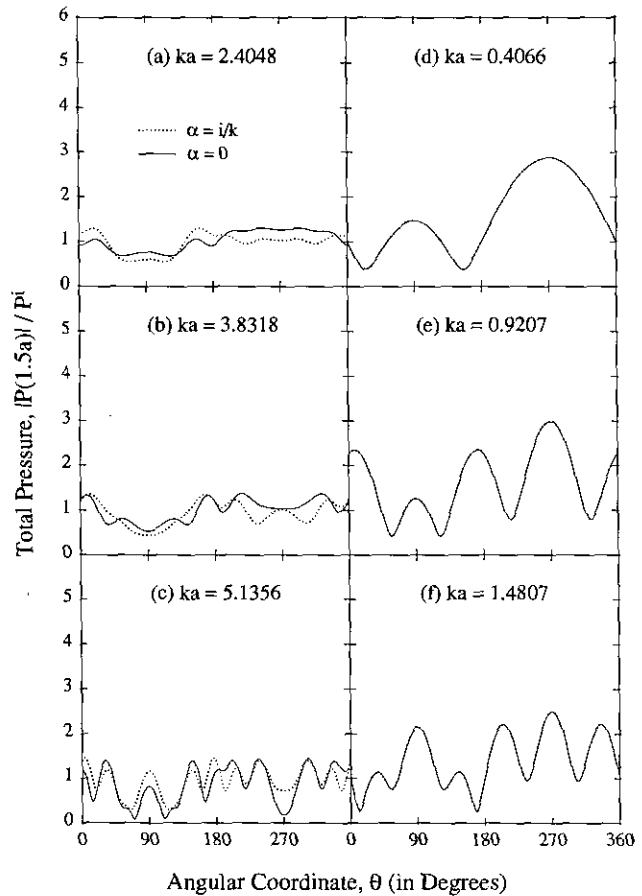 6
5
4
3
2
1
0
(a) ka = 2.4048
α = i/k
α = 0
(d) ka = 0.4066
5
4
3
2
1
0
(b) ka = 3.8318
(e) ka = 0.9207
5
4
3
2
1
0
(c) ka = 5.1356
(f) ka = 1.4807
0 90 180 270 0 90 180 270 360
Total Pressure, |P(1.5a)| / Pⁱ
Angular Coordinate, θ (in Degrees)